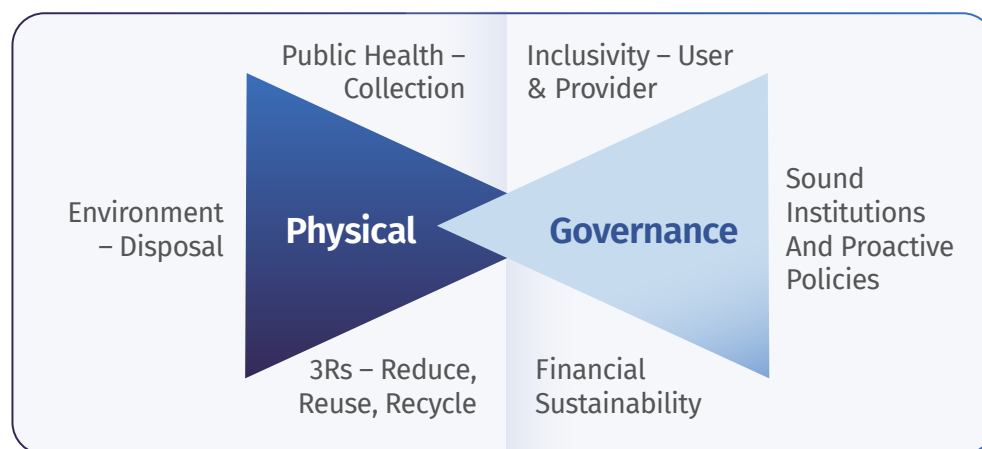 Public Health –
Collection
Inclusivity – User
& Provider
Environment
– Disposal
Physical
Governance
Sound
Institutions
And Proactive
Policies
3Rs – Reduce,
Reuse, Recycle
Financial
Sustainability